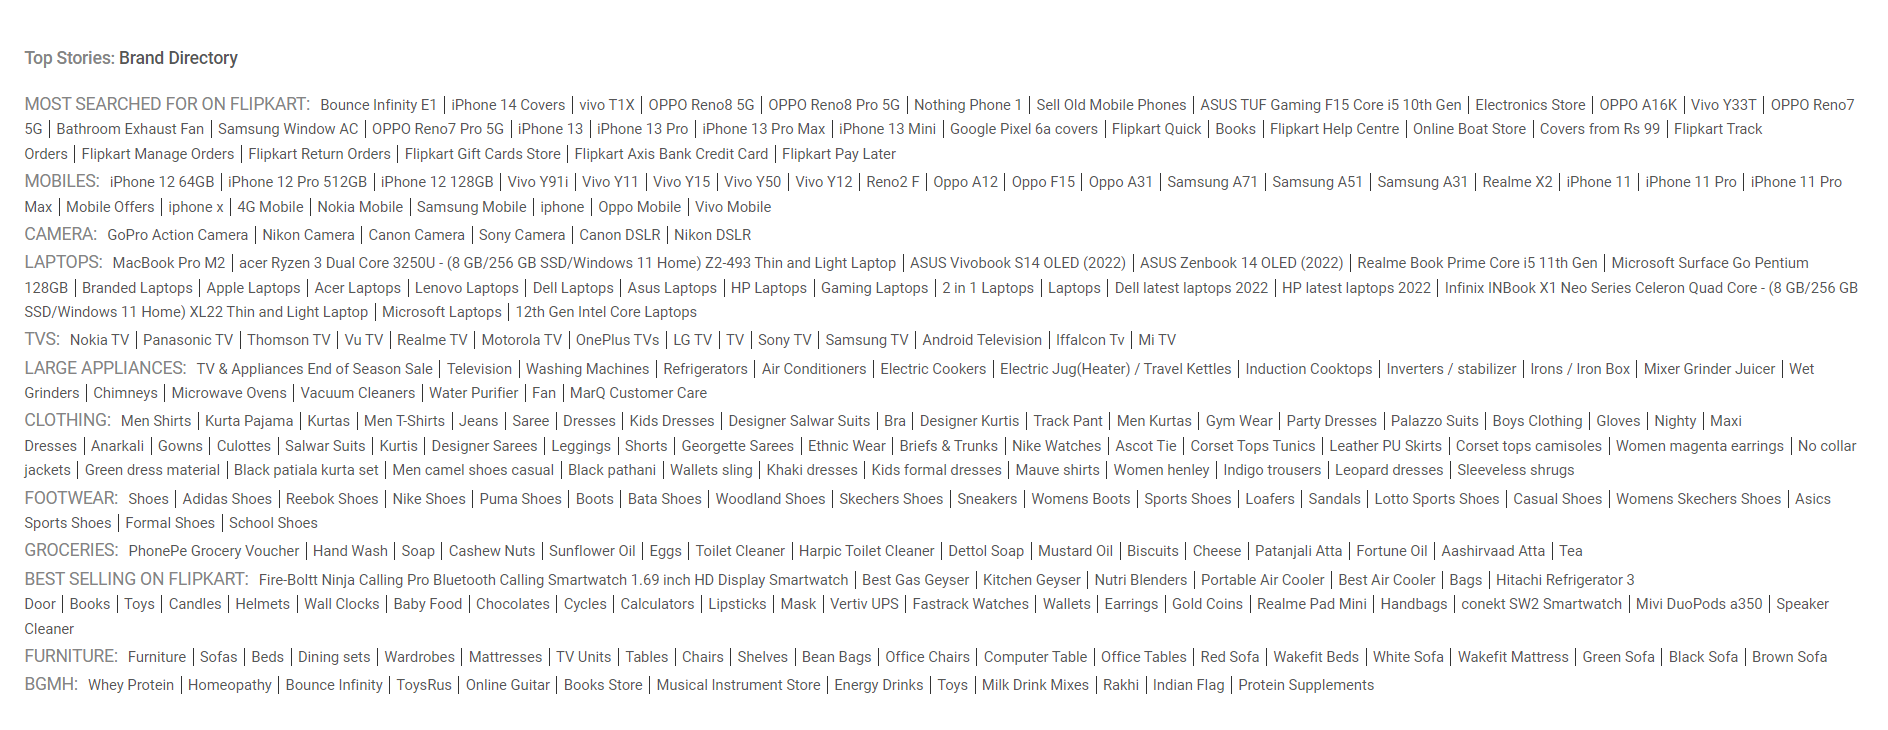 Top Stories: Brand Directory
MOST SEARCHED FOR ON FLIPKART: Bounce Infinity E1 | iPhone 14 Covers | vivo T1X | OPPO Reno8 5G | OPPO Reno8 Pro 5G | Nothing Phone 1 | Sell Old Mobile Phones | ASUS TUF Gaming F15 Core i5 10th Gen | Electronics Store | OPPO A16K | Vivo Y33T | OPPO Reno7
5G | Bathroom Exhaust Fan | Samsung Window AC | OPPO Reno7 Pro 5G | iPhone 13 | iPhone 13 Pro | iPhone 13 Pro Max | iPhone 13 Mini | Google Pixel 6a covers | Flipkart Quick | Books | Flipkart Help Centre | Online Boat Store | Covers from Rs 99 | Flipkart Track
Orders | Flipkart Manage Orders | Flipkart Return Orders | Flipkart Gift Cards Store | Flipkart Axis Bank Credit Card | Flipkart Pay Later
MOBILES: iPhone 12 64GB | iPhone 12 Pro 512GB | iPhone 12 128GB | Vivo Y91i | Vivo Y11 | Vivo Y15 | Vivo Y50 | Vivo Y12 | Reno2 F | Oppo A12 | Oppo F15 | Oppo A31 | Samsung A71 | Samsung A51 | Samsung A31 | Realme X2 | iPhone 11 | iPhone 11 Pro | iPhone 11 Pro
Max | Mobile Offers | iphone x | 4G Mobile | Nokia Mobile | Samsung Mobile | iphone | Oppo Mobile | Vivo Mobile
CAMERA: GoPro Action Camera | Nikon Camera | Canon Camera | Sony Camera | Canon DSLR | Nikon DSLR
LAPTOPS: MacBook Pro M2 | acer Ryzen 3 Dual Core 3250U - (8 GB/256 GB SSD/Windows 11 Home) Z2-493 Thin and Light Laptop | ASUS Vivobook S14 OLED (2022) | ASUS Zenbook 14 OLED (2022) | Realme Book Prime Core i5 11th Gen | Microsoft Surface Go Pentium
128GB | Branded Laptops | Apple Laptops | Acer Laptops | Lenovo Laptops | Dell Laptops | Asus Laptops | HP Laptops | Gaming Laptops | 2 in 1 Laptops | Laptops | Dell latest laptops 2022 | HP latest laptops 2022 | Infinix INBook X1 Neo Series Celeron Quad Core - (8 GB/256 GB
SSD/Windows 11 Home) XL22 Thin and Light Laptop | Microsoft Laptops | 12th Gen Intel Core Laptops
TVS: Nokia TV | Panasonic TV | Thomson TV | Vu TV | Realme TV | Motorola TV | OnePlus TVs | LG TV | TV | Sony TV | Samsung TV | Android Television | Iffalcon Tv | Mi TV
LARGE APPLIANCES: TV & Appliances End of Season Sale | Television | Washing Machines | Refrigerators | Air Conditioners | Electric Cookers | Electric Jug(Heater) / Travel Kettles | Induction Cooktops | Inverters / stabilizer | Irons / Iron Box | Mixer Grinder Juicer | Wet
Grinders | Chimneys | Microwave Ovens | Vacuum Cleaners | Water Purifier | Fan | MarQ Customer Care
CLOTHING: Men Shirts | Kurta Pajama | Kurtas | Men T-Shirts | Jeans | Saree | Dresses | Kids Dresses | Designer Salwar Suits | Bra | Designer Kurtis | Track Pant | Men Kurtas | Gym Wear | Party Dresses | Palazzo Suits | Boys Clothing | Gloves | Nighty | Maxi
Dresses | Anarkali | Gowns | Culottes | Salwar Suits | Kurtis | Designer Sarees | Leggings | Shorts | Georgette Sarees | Ethnic Wear | Briefs & Trunks | Nike Watches | Ascot Tie | Corset Tops Tunics | Leather PU Skirts | Corset tops camisoles | Women magenta earrings | No collar
jackets | Green dress material | Black patiala kurta set | Men camel shoes casual | Black pathani | Wallets sling | Khaki dresses | Kids formal dresses | Mauve shirts | Women henley | Indigo trousers | Leopard dresses | Sleeveless shrugs
FOOTWEAR: Shoes | Adidas Shoes | Reebok Shoes | Nike Shoes | Puma Shoes | Boots | Bata Shoes | Woodland Shoes | Skechers Shoes | Sneakers | Womens Boots | Sports Shoes | Loafers | Sandals | Lotto Sports Shoes | Casual Shoes | Womens Skechers Shoes | Asics
Sports Shoes | Formal Shoes | School Shoes
GROCERIES: PhonePe Grocery Voucher | Hand Wash | Soap | Cashew Nuts | Sunflower Oil | Eggs | Toilet Cleaner | Harpic Toilet Cleaner | Dettol Soap | Mustard Oil | Biscuits | Cheese | Patanjali Atta | Fortune Oil | Aashirvaad Atta | Tea
BEST SELLING ON FLIPKART: Fire-Boltt Ninja Calling Pro Bluetooth Calling Smartwatch 1.69 inch HD Display Smartwatch | Best Gas Geyser | Kitchen Geyser | Nutri Blenders | Portable Air Cooler | Best Air Cooler | Bags | Hitachi Refrigerator 3
Door | Books | Toys | Candles | Helmets | Wall Clocks | Baby Food | Chocolates | Cycles | Calculators | Lipsticks | Mask | Vertiv UPS | Fastrack Watches | Wallets | Earrings | Gold Coins | Realme Pad Mini | Handbags | conekt SW2 Smartwatch | Mivi DuoPods a350 | Speaker
Cleaner
FURNITURE: Furniture | Sofas | Beds | Dining sets | Wardrobes | Mattresses | TV Units | Tables | Chairs | Shelves | Bean Bags | Office Chairs | Computer Table | Office Tables | Red Sofa | Wakefit Beds | White Sofa | Wakefit Mattress | Green Sofa | Black Sofa | Brown Sofa
BGMH: Whey Protein | Homeopathy | Bounce Infinity | ToysRus | Online Guitar | Books Store | Musical Instrument Store | Energy Drinks | Toys | Milk Drink Mixes | Rakhi | Indian Flag | Protein Supplements